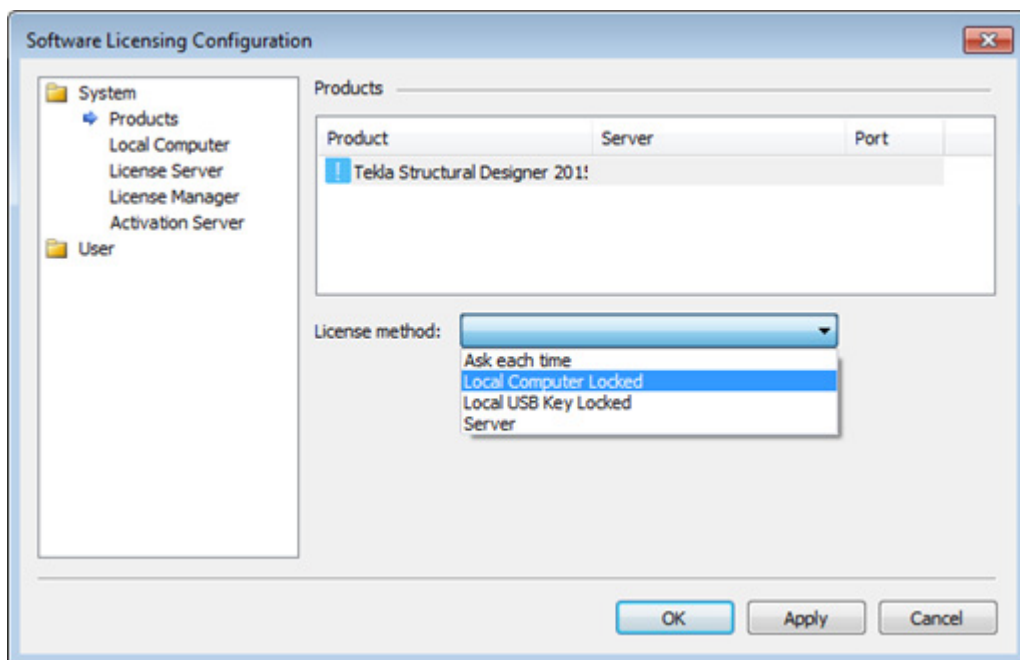 Software Licensing Configuration
System
Products
Local Computer
License Server
License Manager
Activation Server
User
Products
Product Server Port
Tekla Structural Designer 201
License method:
Ask each time
Local Computer Locked
Local USB Key Locked
Server
OK Apply Cancel